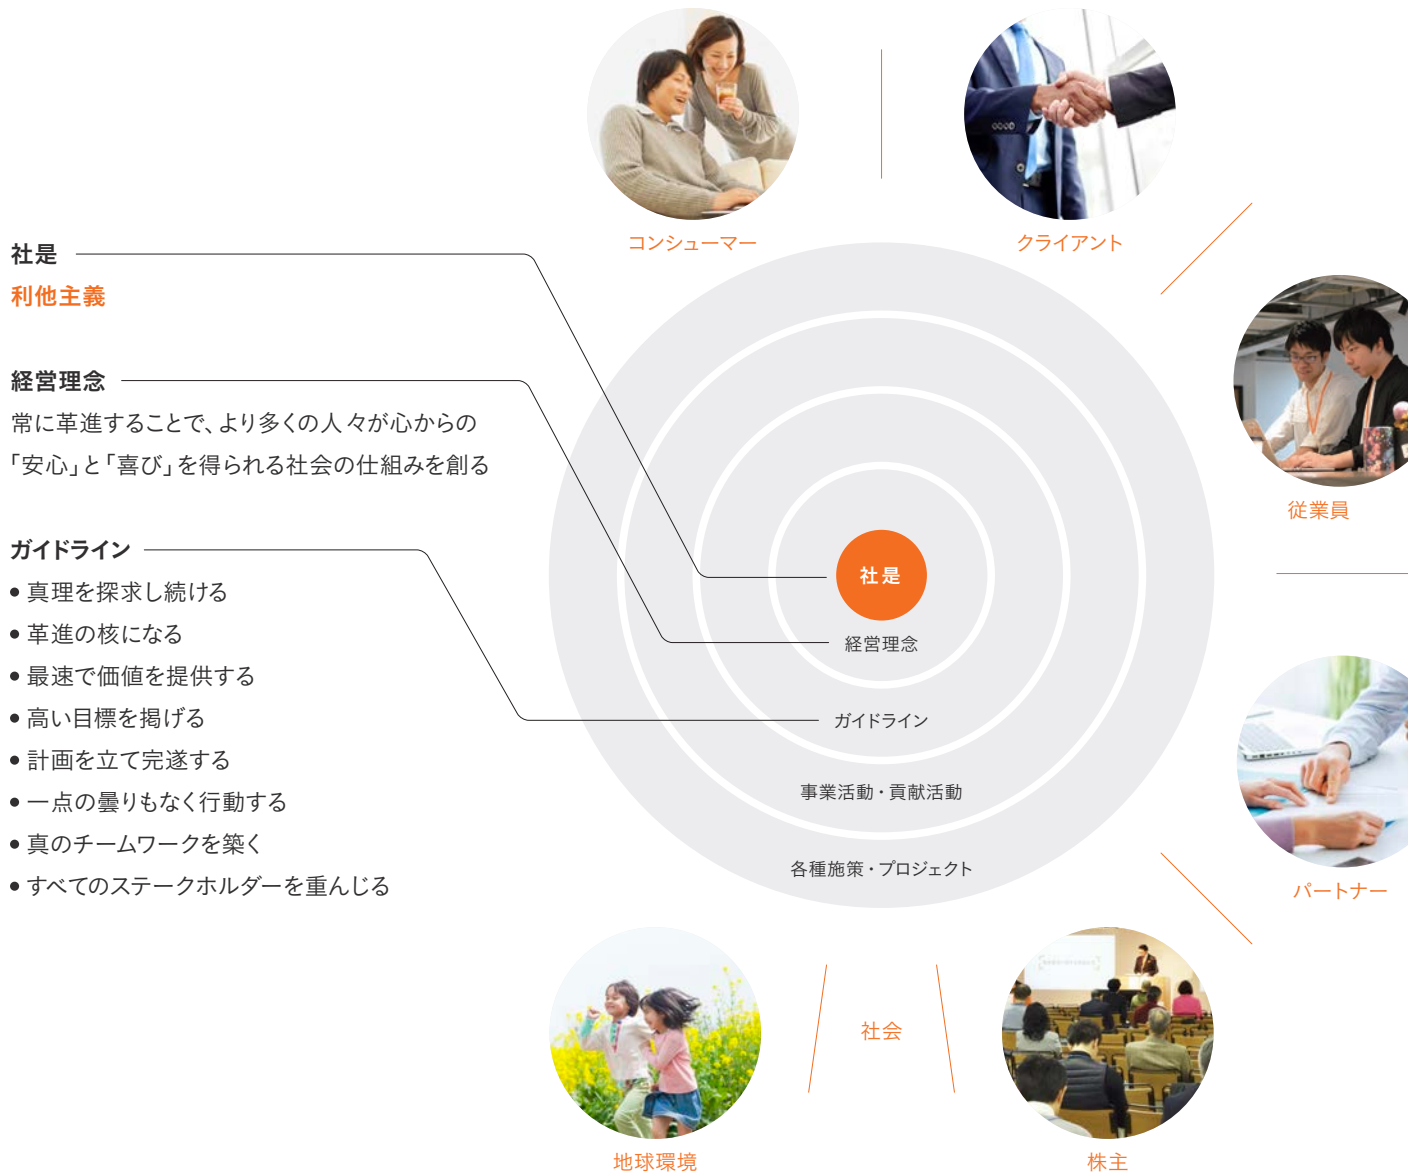 コンシューマー
クライアント
社是
利他主義
経営理念
常に革進することで、より多くの人々が心からの
「安心」と「喜び」を得られる社会の仕組みを創る
ガイドライン
• 真理を探求し続ける
• 革進の核になる
• 最速で価値を提供する
• 高い目標を掲げる
• 計画を立て完遂する
• 一点の曇りもなく行動する
• 真のチームワークを築く
• すべてのステークホルダーを重んじる
社是
経営理念
ガイドライン
事業活動・貢献活動
各種施策・プロジェクト
従業員
パートナー
社会
地球環境
株主